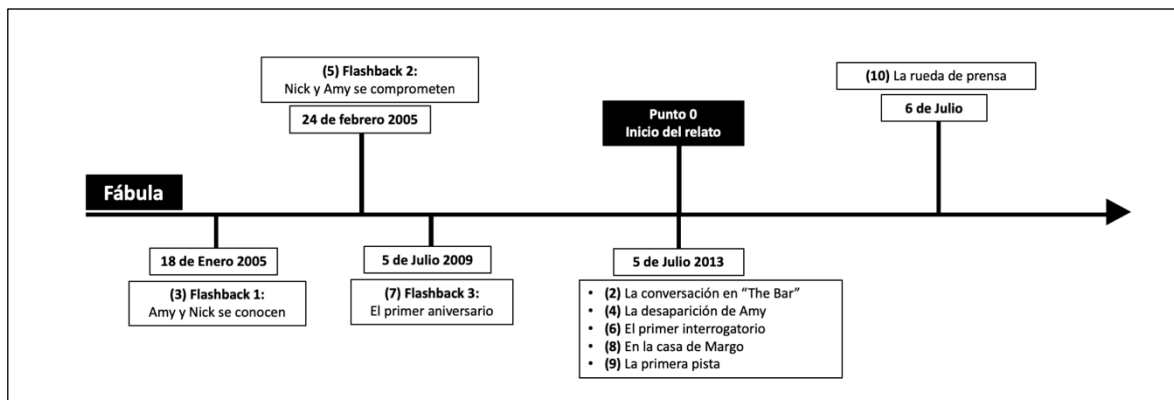 (5) Flashback 2:
Nick y Amy se comprometen
24 de febrero 2005
Punto 0
Inicio del relato
(10) La rueda de prensa
6 de Julio
Fábula
18 de Enero 2005
(3) Flashback 1:
Amy y Nick se conocen
5 de Julio 2009
(7) Flashback 3:
El primer aniversario
5 de Julio 2013
• (2) La conversación en “The Bar”
• (4) La desaparición de Amy
• (6) El primer interrogatorio
• (8) En la casa de Margo
• (9) La primera pista